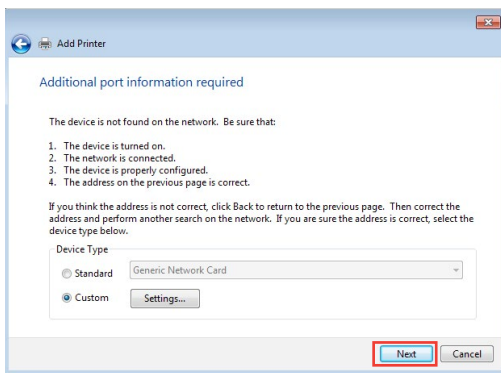 Add Printer
Additional port information required
The device is not found on the network.  Be sure that:
1.  The device is turned on.
2.  The network is connected.
3.  The device is properly configured.
4.  The address on the previous page is correct.
If you think the address is not correct, click Back to return to the previous page.  Then correct the
address and perform another search on the network.  If you are sure the address is correct, select the
device type below.
Device Type
Standard
Generic Network Card
Custom
Settings...
Next
Cancel